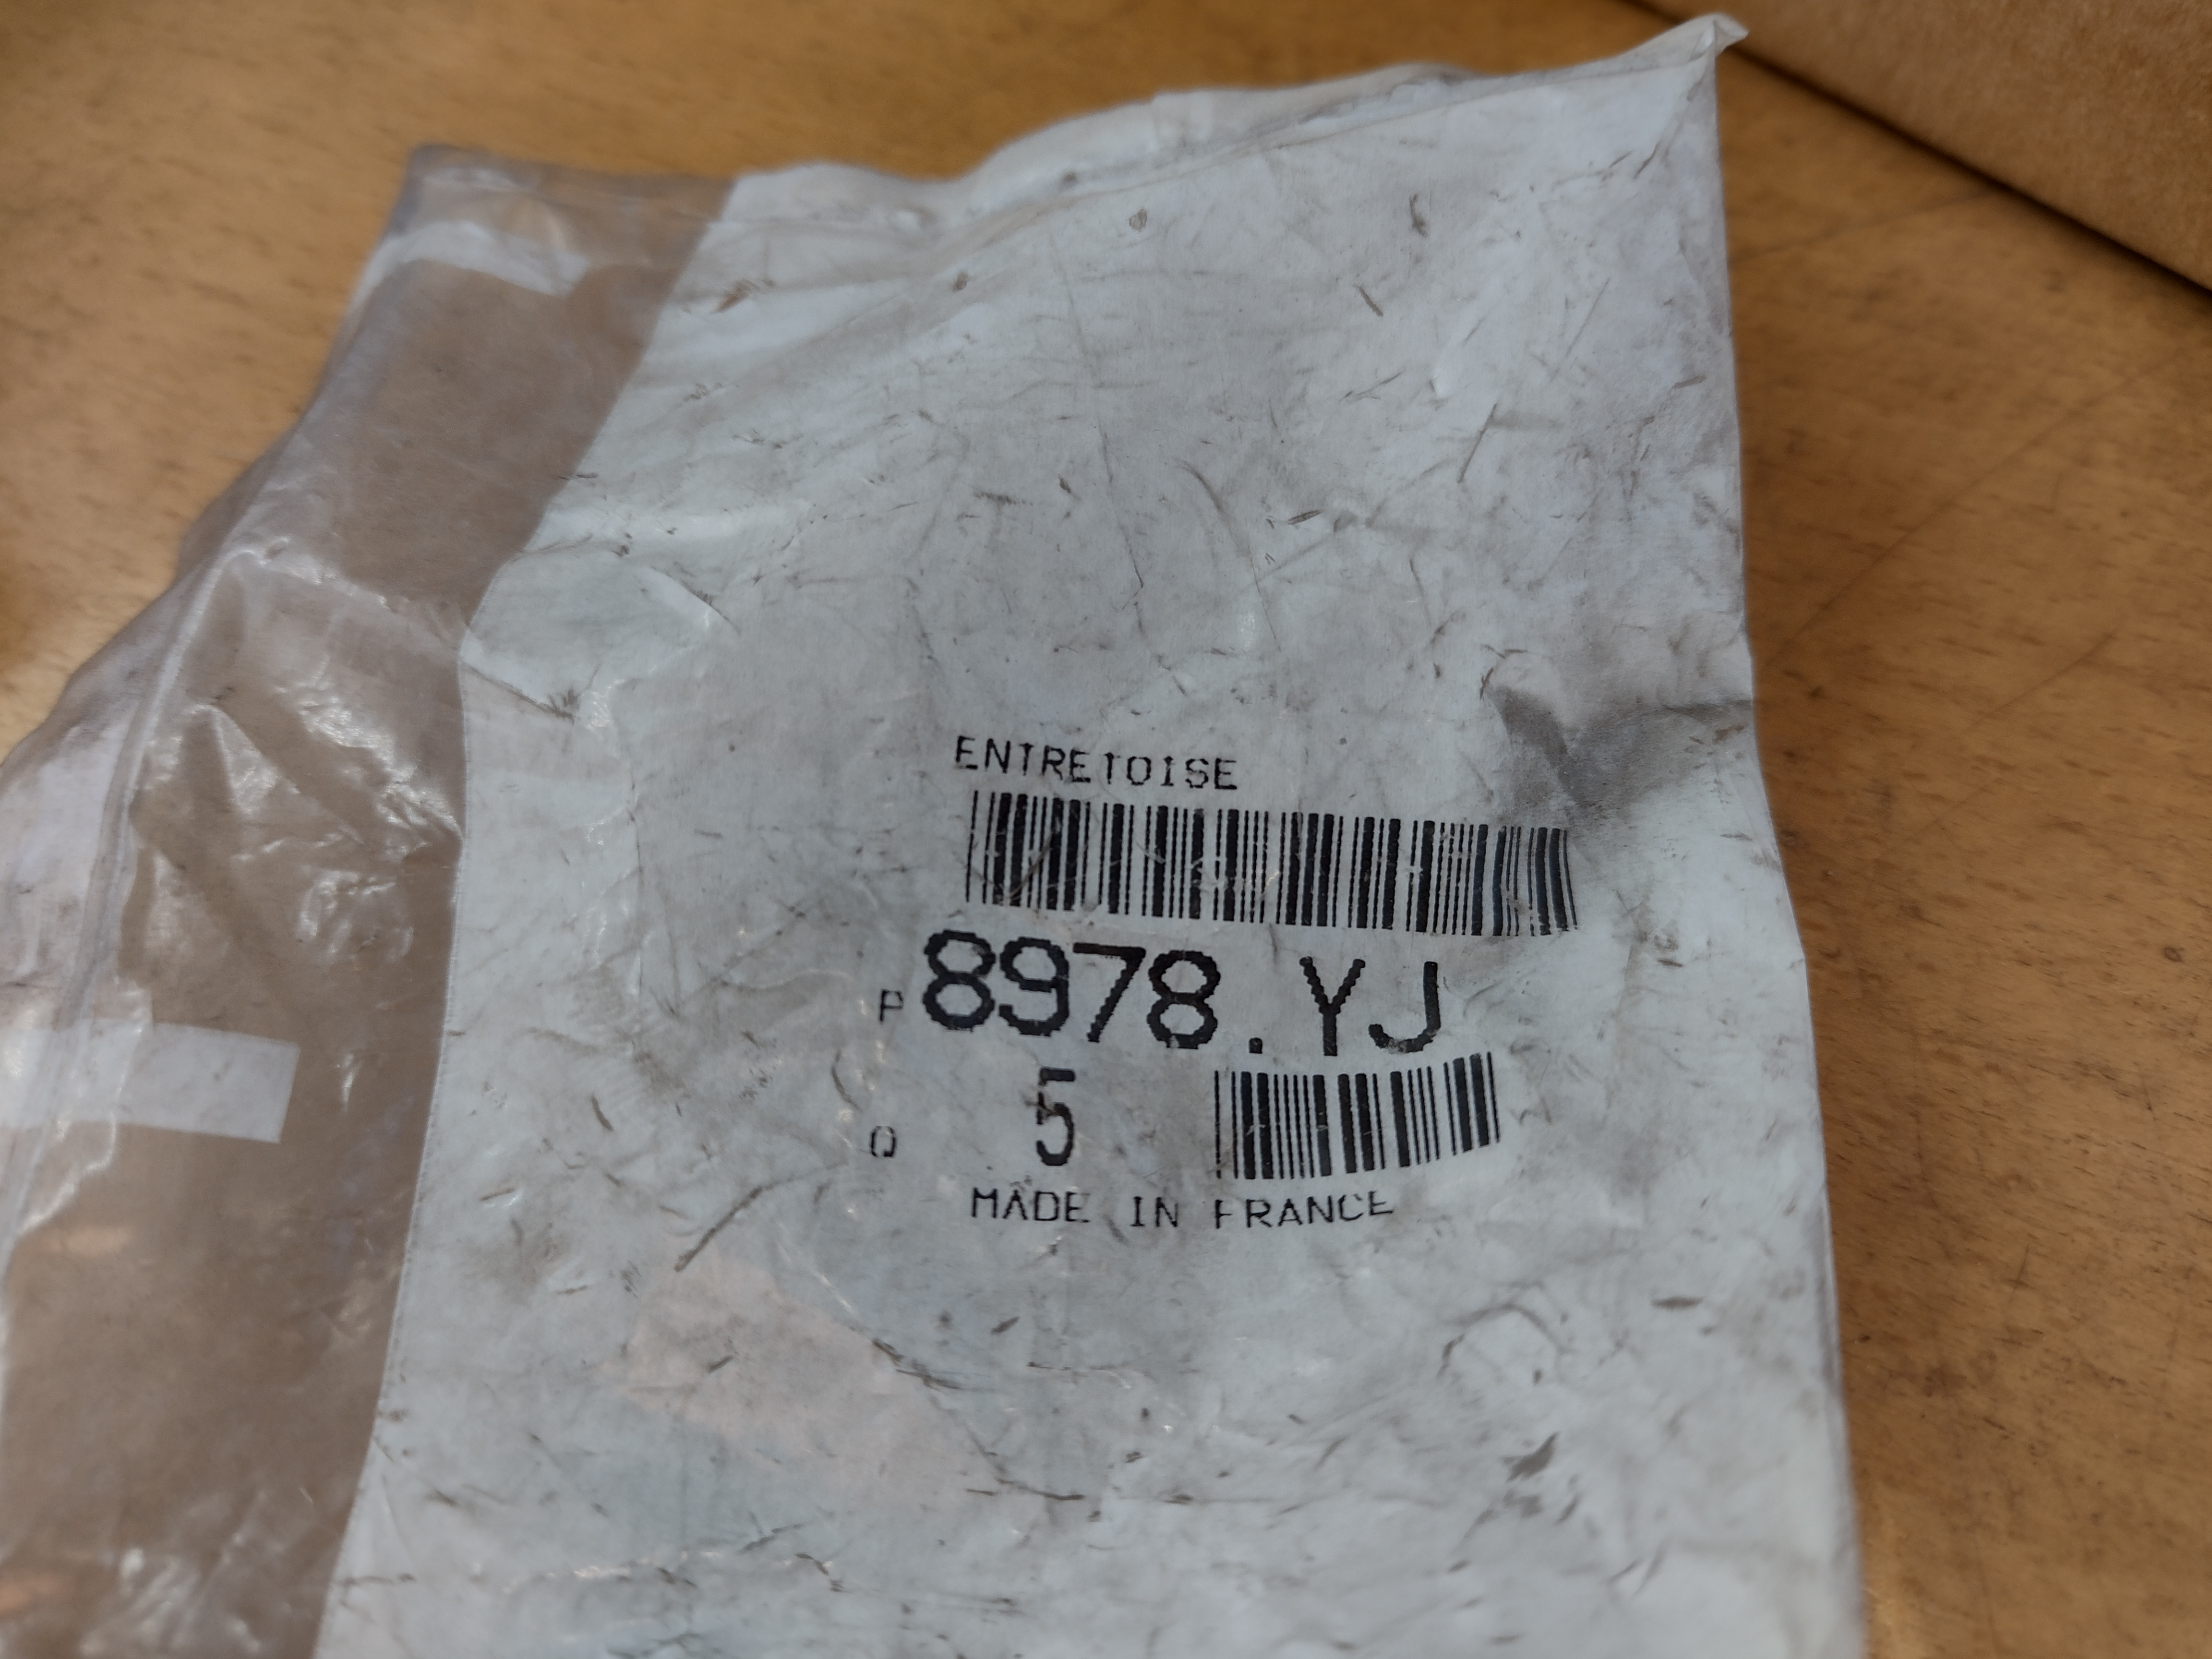 ENTRETOISE
P 8978.YJ
Q 5
MADE IN FRANCE